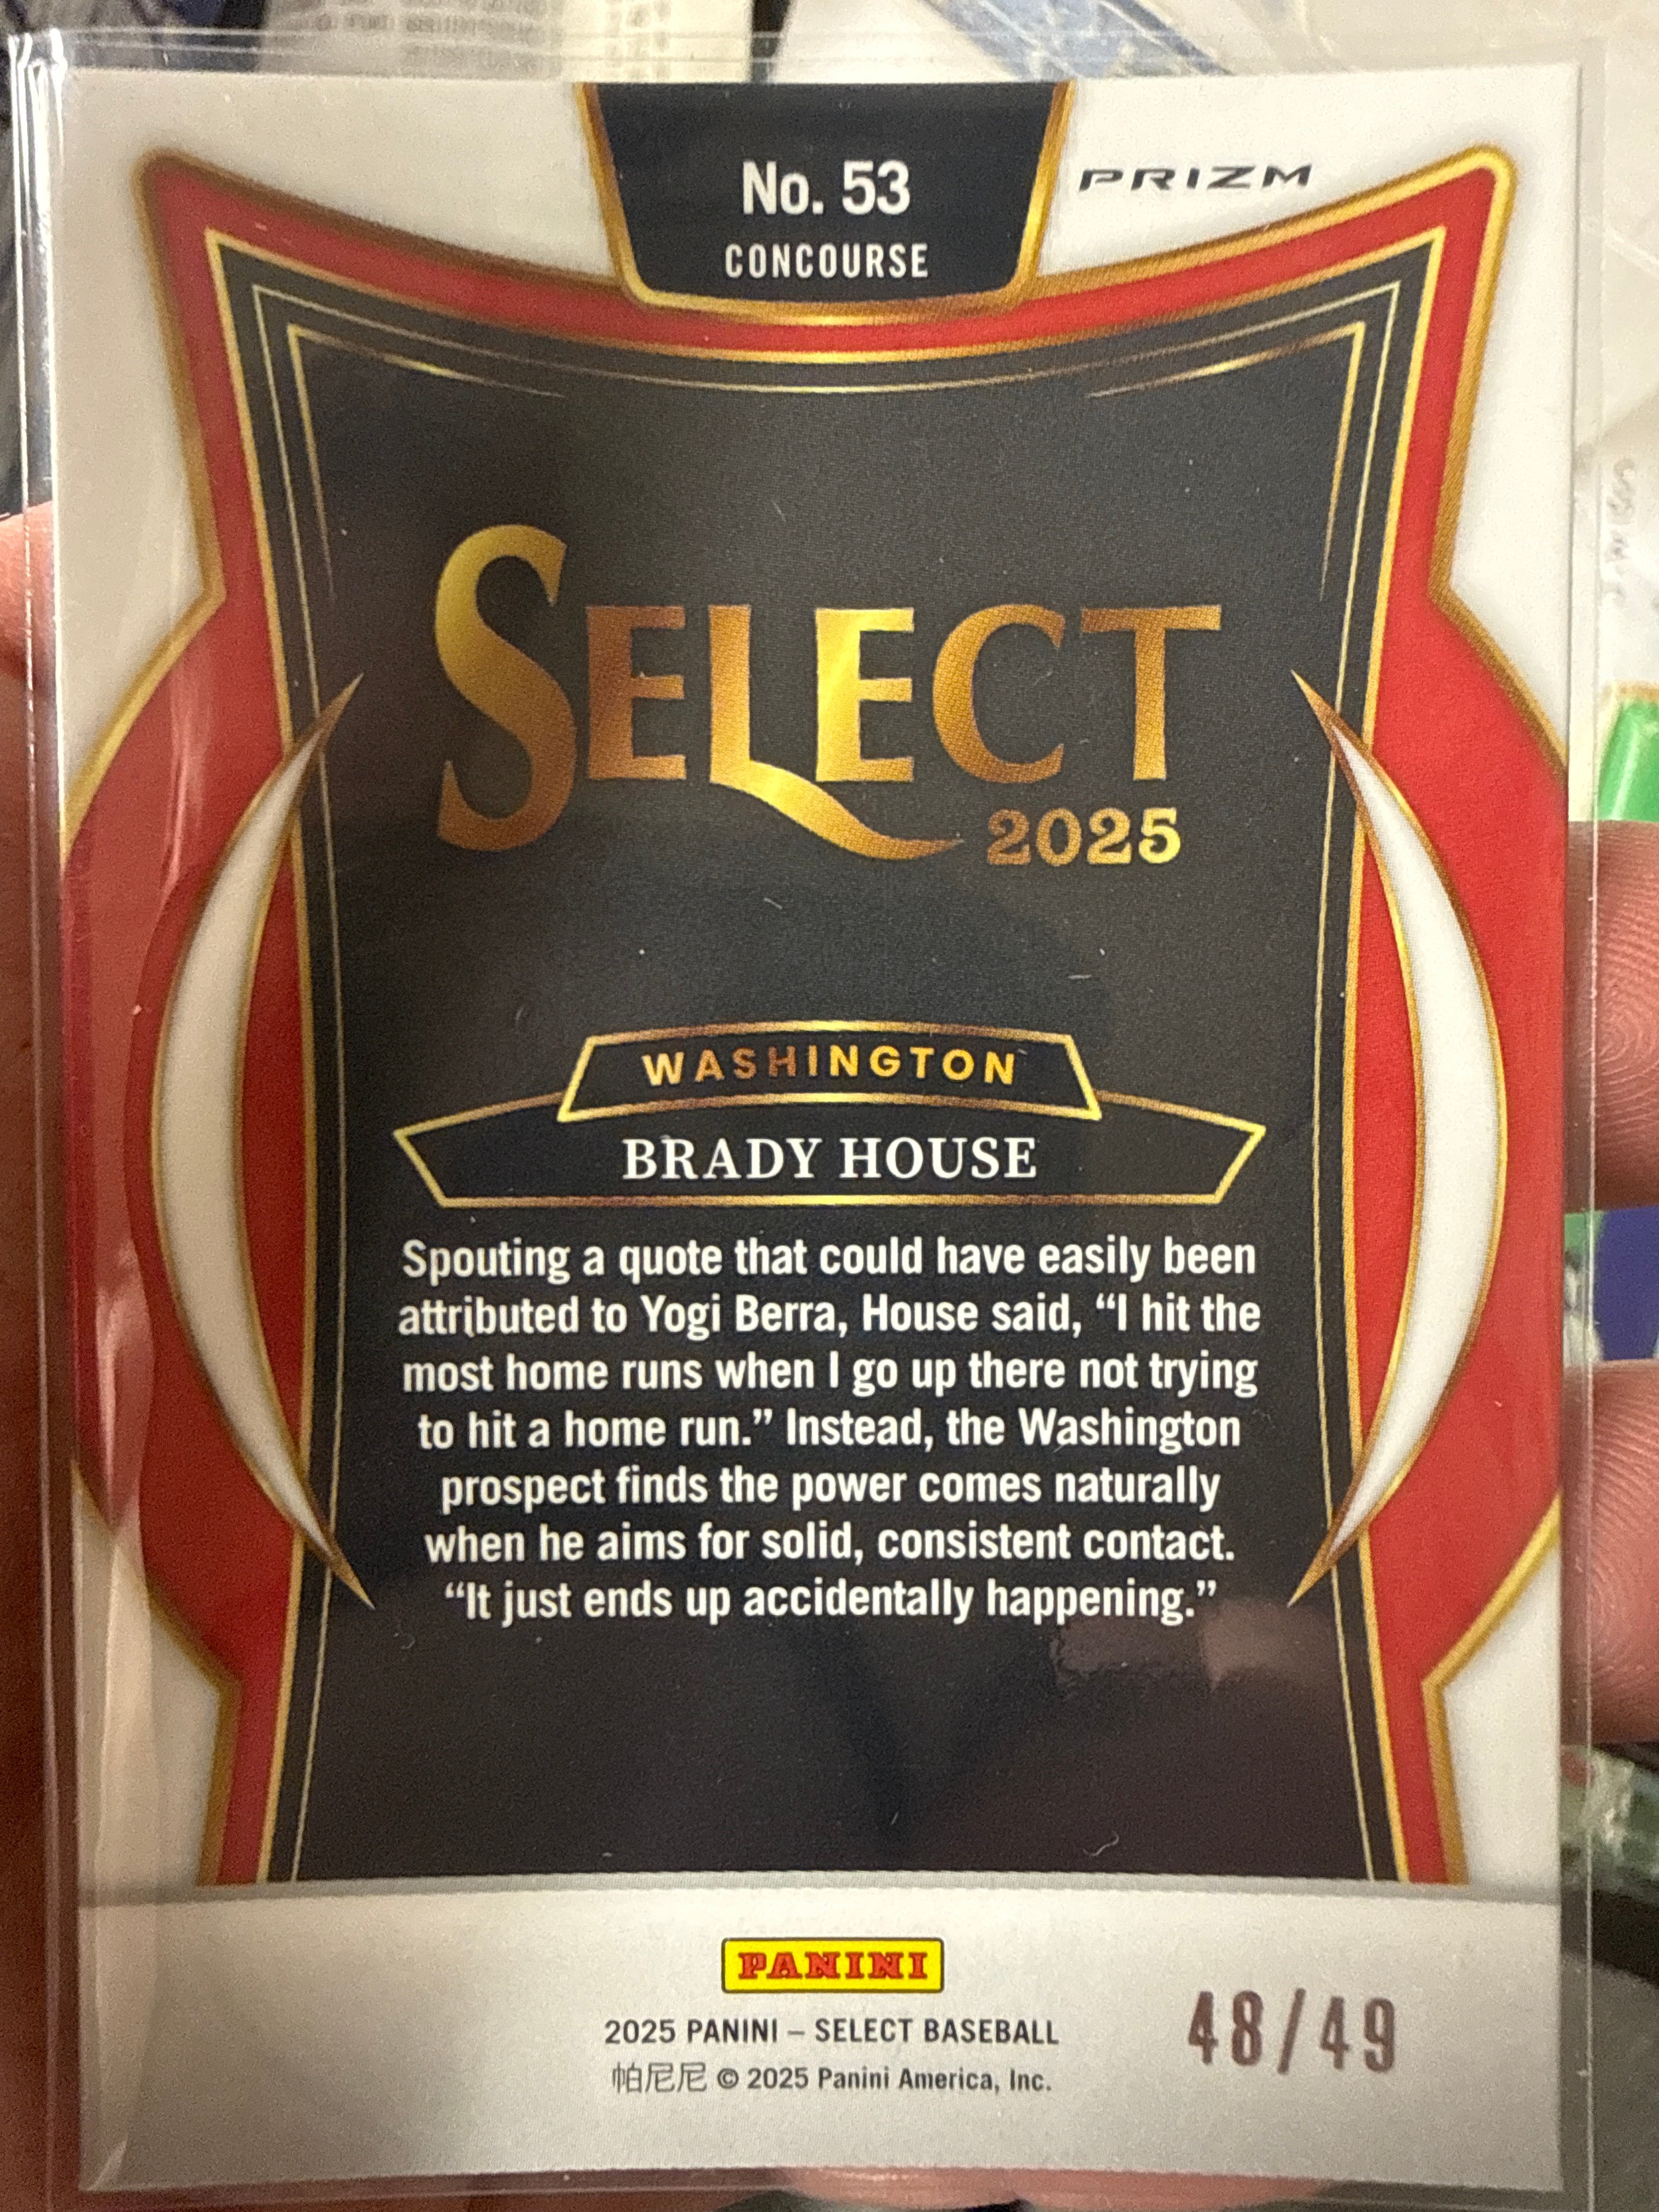 No. 53
CONCOURSE
PRIZM
SELECT
2025
WASHINGTON
BRADY HOUSE
Spouting a quote that could have easily been
attributed to Yogi Berra, House said, “I hit the
most home runs when I go up there not trying
to hit a home run.” Instead, the Washington
prospect finds the power comes naturally
when he aims for solid, consistent contact.
“It just ends up accidentally happening.”
PANINI
2025 PANINI – SELECT BASEBALL
帕尼尼 © 2025 Panini America, Inc.
48/49